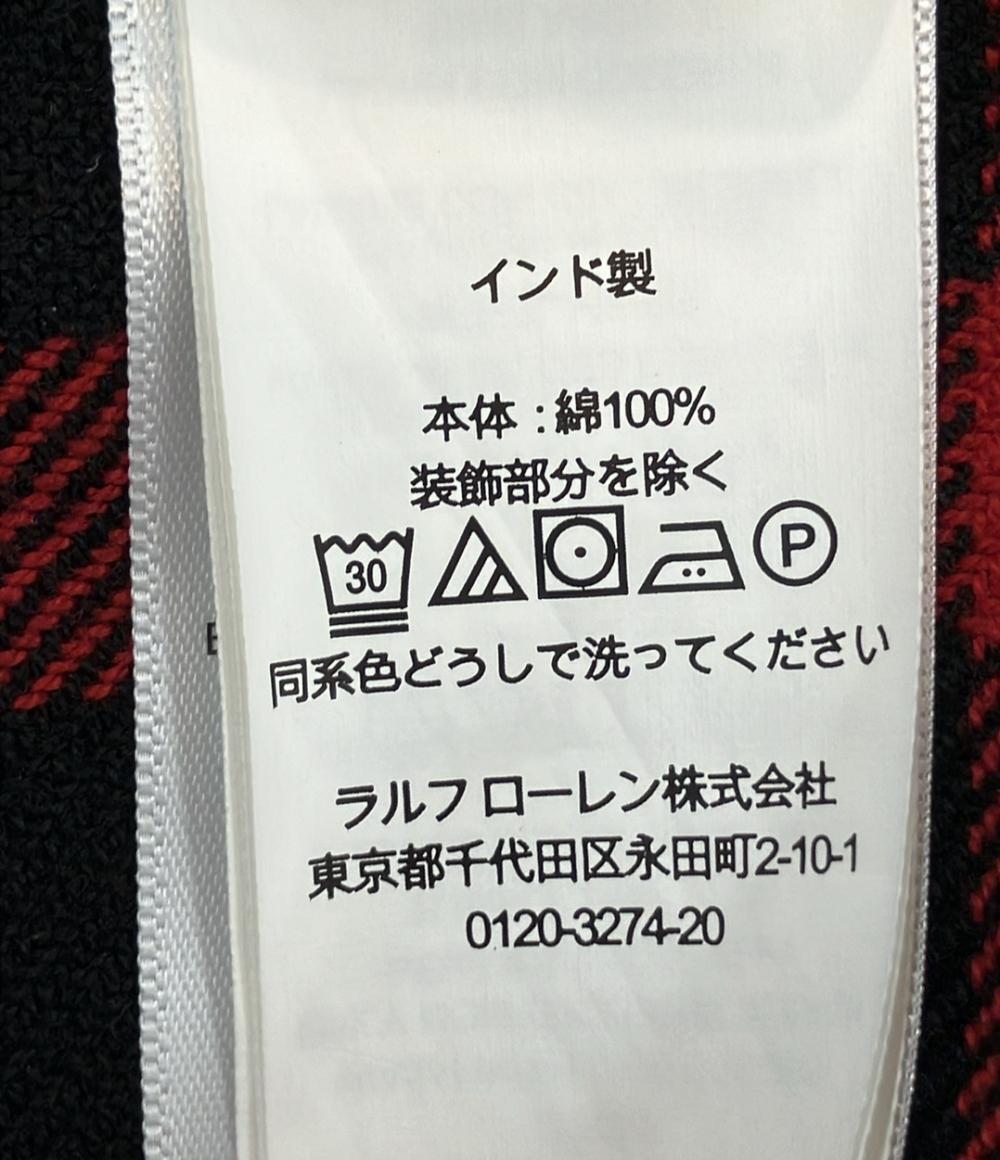 インド製
本体:綿100%
装飾部分を除く
30 P
同系色どうしで洗ってください
ラルフ ローレン株式会社
東京都千代田区永田町2-10-1
0120-3274-20